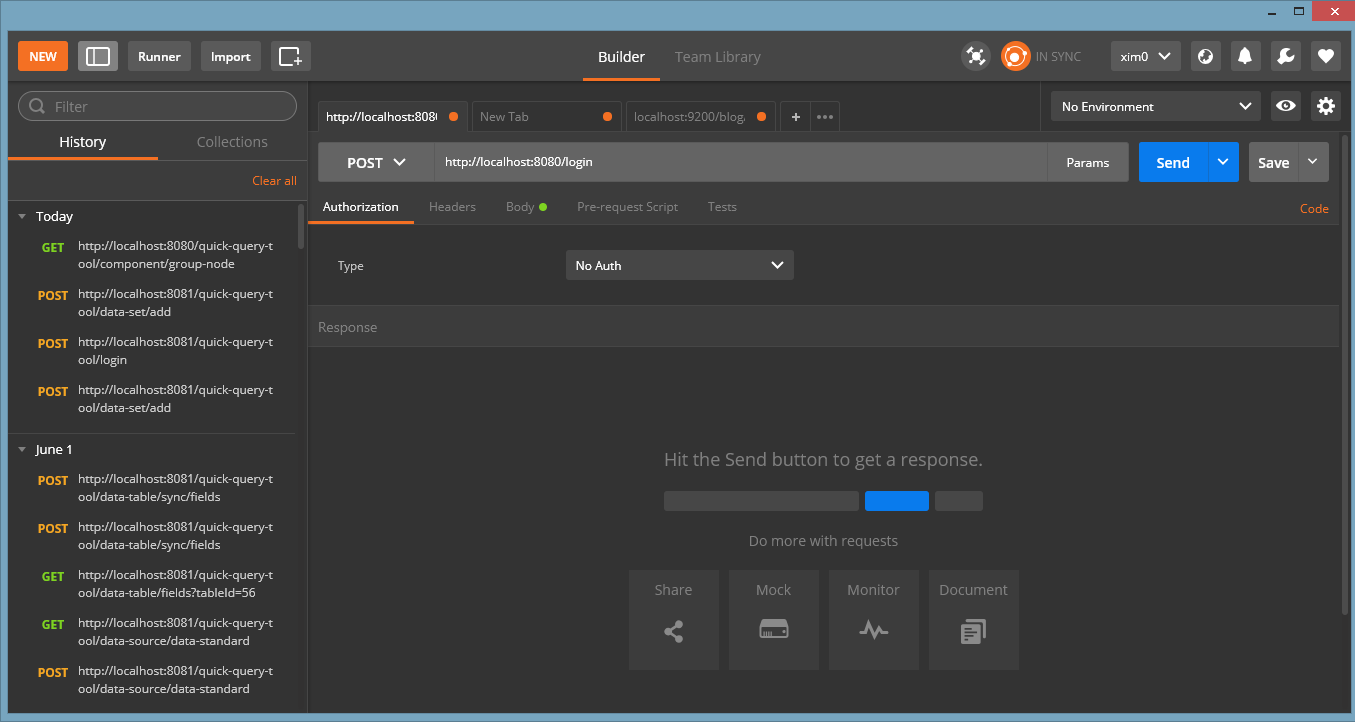 NEW
Runner
Import
Builder
Team Library
IN SYNC
xim0
Filter
History
Collections
Clear all
Today
GET
http://localhost:8080/quick-query-t
ool/component/group-node
POST
http://localhost:8081/quick-query-t
ool/data-set/add
POST
http://localhost:8081/quick-query-t
ool/login
POST
http://localhost:8081/quick-query-t
ool/data-set/add
June 1
POST
http://localhost:8081/quick-query-t
ool/data-table/sync/fields
POST
http://localhost:8081/quick-query-t
ool/data-table/sync/fields
GET
http://localhost:8081/quick-query-t
ool/data-table/fields?tableId=56
GET
http://localhost:8081/quick-query-t
ool/data-source/data-standard
POST
http://localhost:8081/quick-query-t
ool/data-source/data-standard
http://localhost:808
New Tab
localhost:9200/blog
No Environment
POST
http://localhost:8080/login
Params
Send
Save
Authorization
Headers
Body
Pre-request Script
Tests
Code
Type
No Auth
Response
Hit the Send button to get a response.
Do more with requests
Share
Mock
Monitor
Document